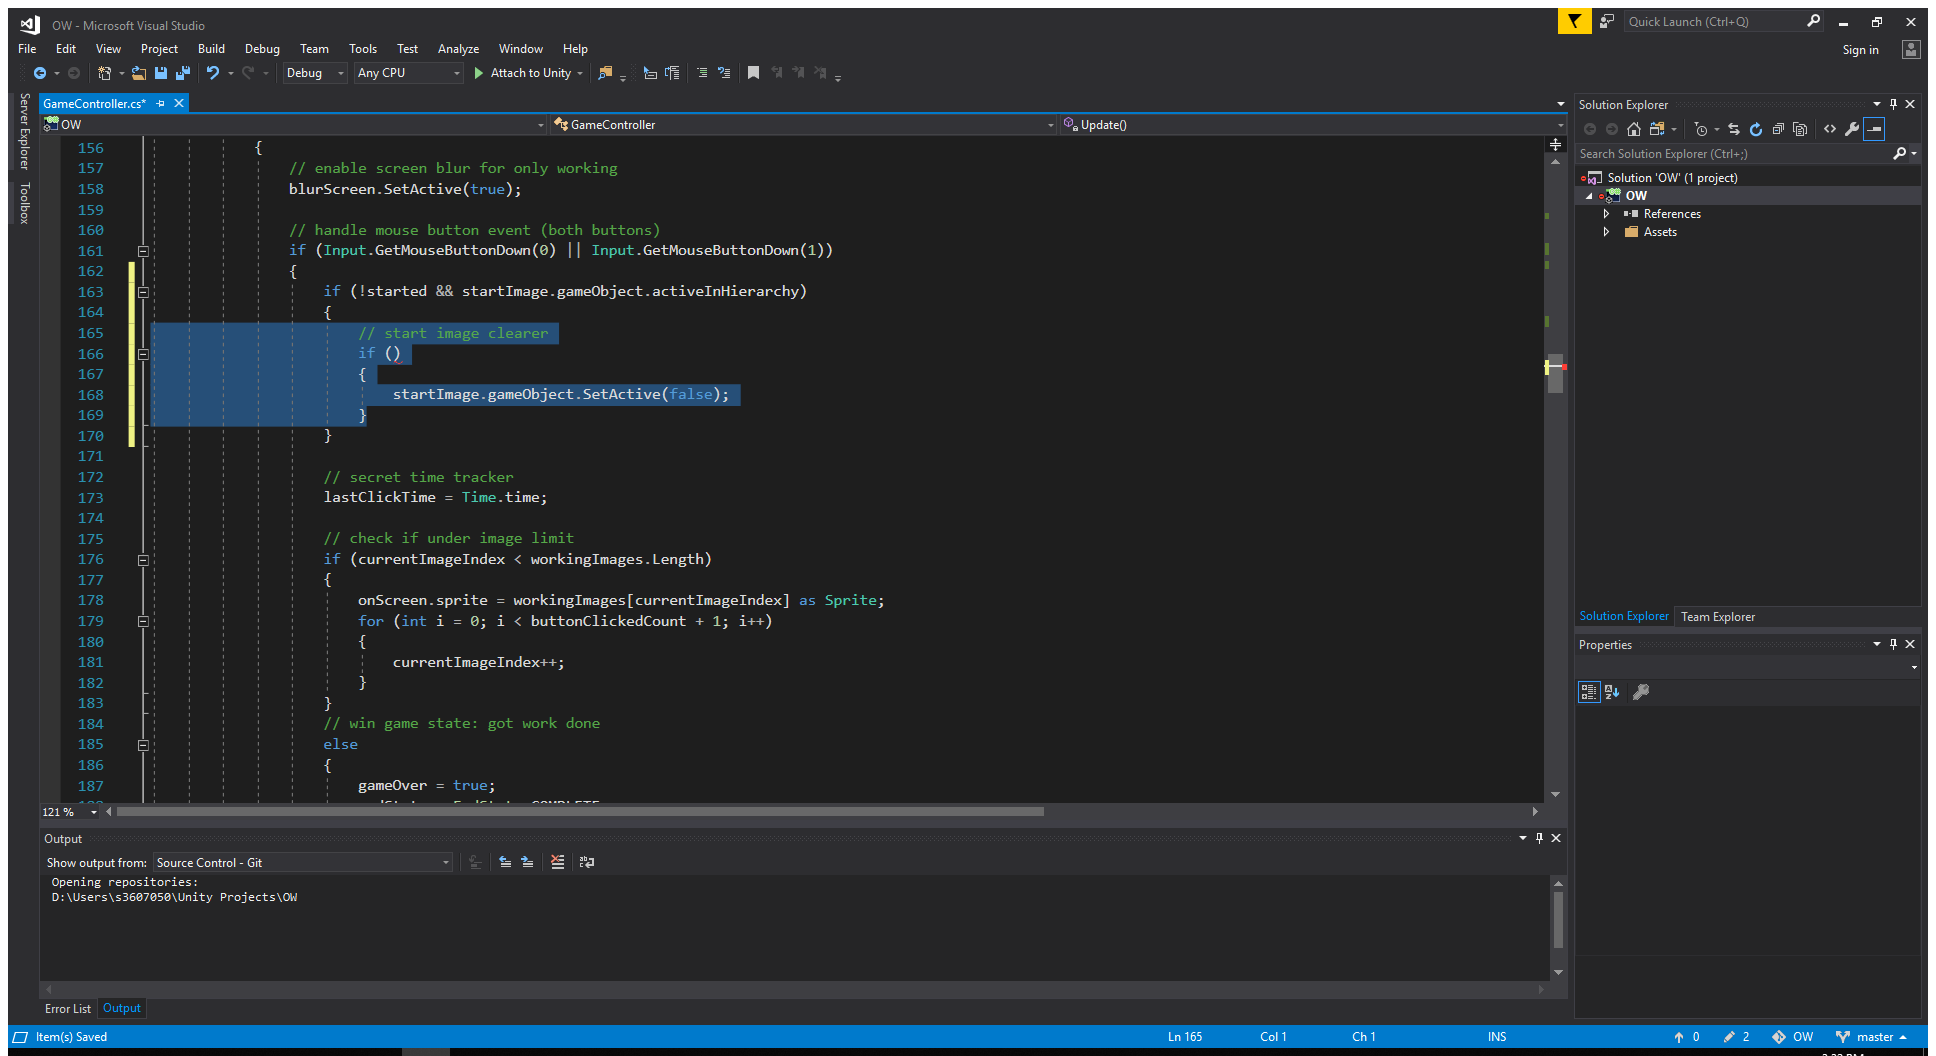 OW - Microsoft Visual Studio
Quick Launch (Ctrl+Q)
File Edit View Project Build Debug Team Tools Test Analyze Window Help
Sign in
Debug Any CPU Attach to Unity
Server Explorer
Toolbox
GameController.cs*
OW GameController Update()
156 {
157 // enable screen blur for only working
158 blurScreen.SetActive(true);
159
160 // handle mouse button event (both buttons)
161 if (Input.GetMouseButtonDown(0) || Input.GetMouseButtonDown(1))
162 {
163 if (!started && startImage.gameObject.activeInHierarchy)
164 {
165 // start image clearer
166 if ()
167 {
168 startImage.gameObject.SetActive(false);
169 }
170 }
171
172 // secret time tracker
173 lastClickTime = Time.time;
174
175 // check if under image limit
176 if (currentImageIndex < workingImages.Length)
177 {
178 onScreen.sprite = workingImages[currentImageIndex] as Sprite;
179 for (int i = 0; i < buttonClickedCount + 1; i++)
180 {
181 currentImageIndex++;
182 }
183 }
184 // win game state: got work done
185 else
186 {
187 gameOver = true;
121 %
Output
Show output from: Source Control - Git
Opening repositories:
D:\Users\s3607050\Unity Projects\OW
Error List Output
Solution Explorer
Search Solution Explorer (Ctrl+;)
Solution 'OW' (1 project)
OW
References
Assets
Solution Explorer Team Explorer
Properties
Item(s) Saved Ln 165 Col 1 Ch 1 INS 0 2 OW master